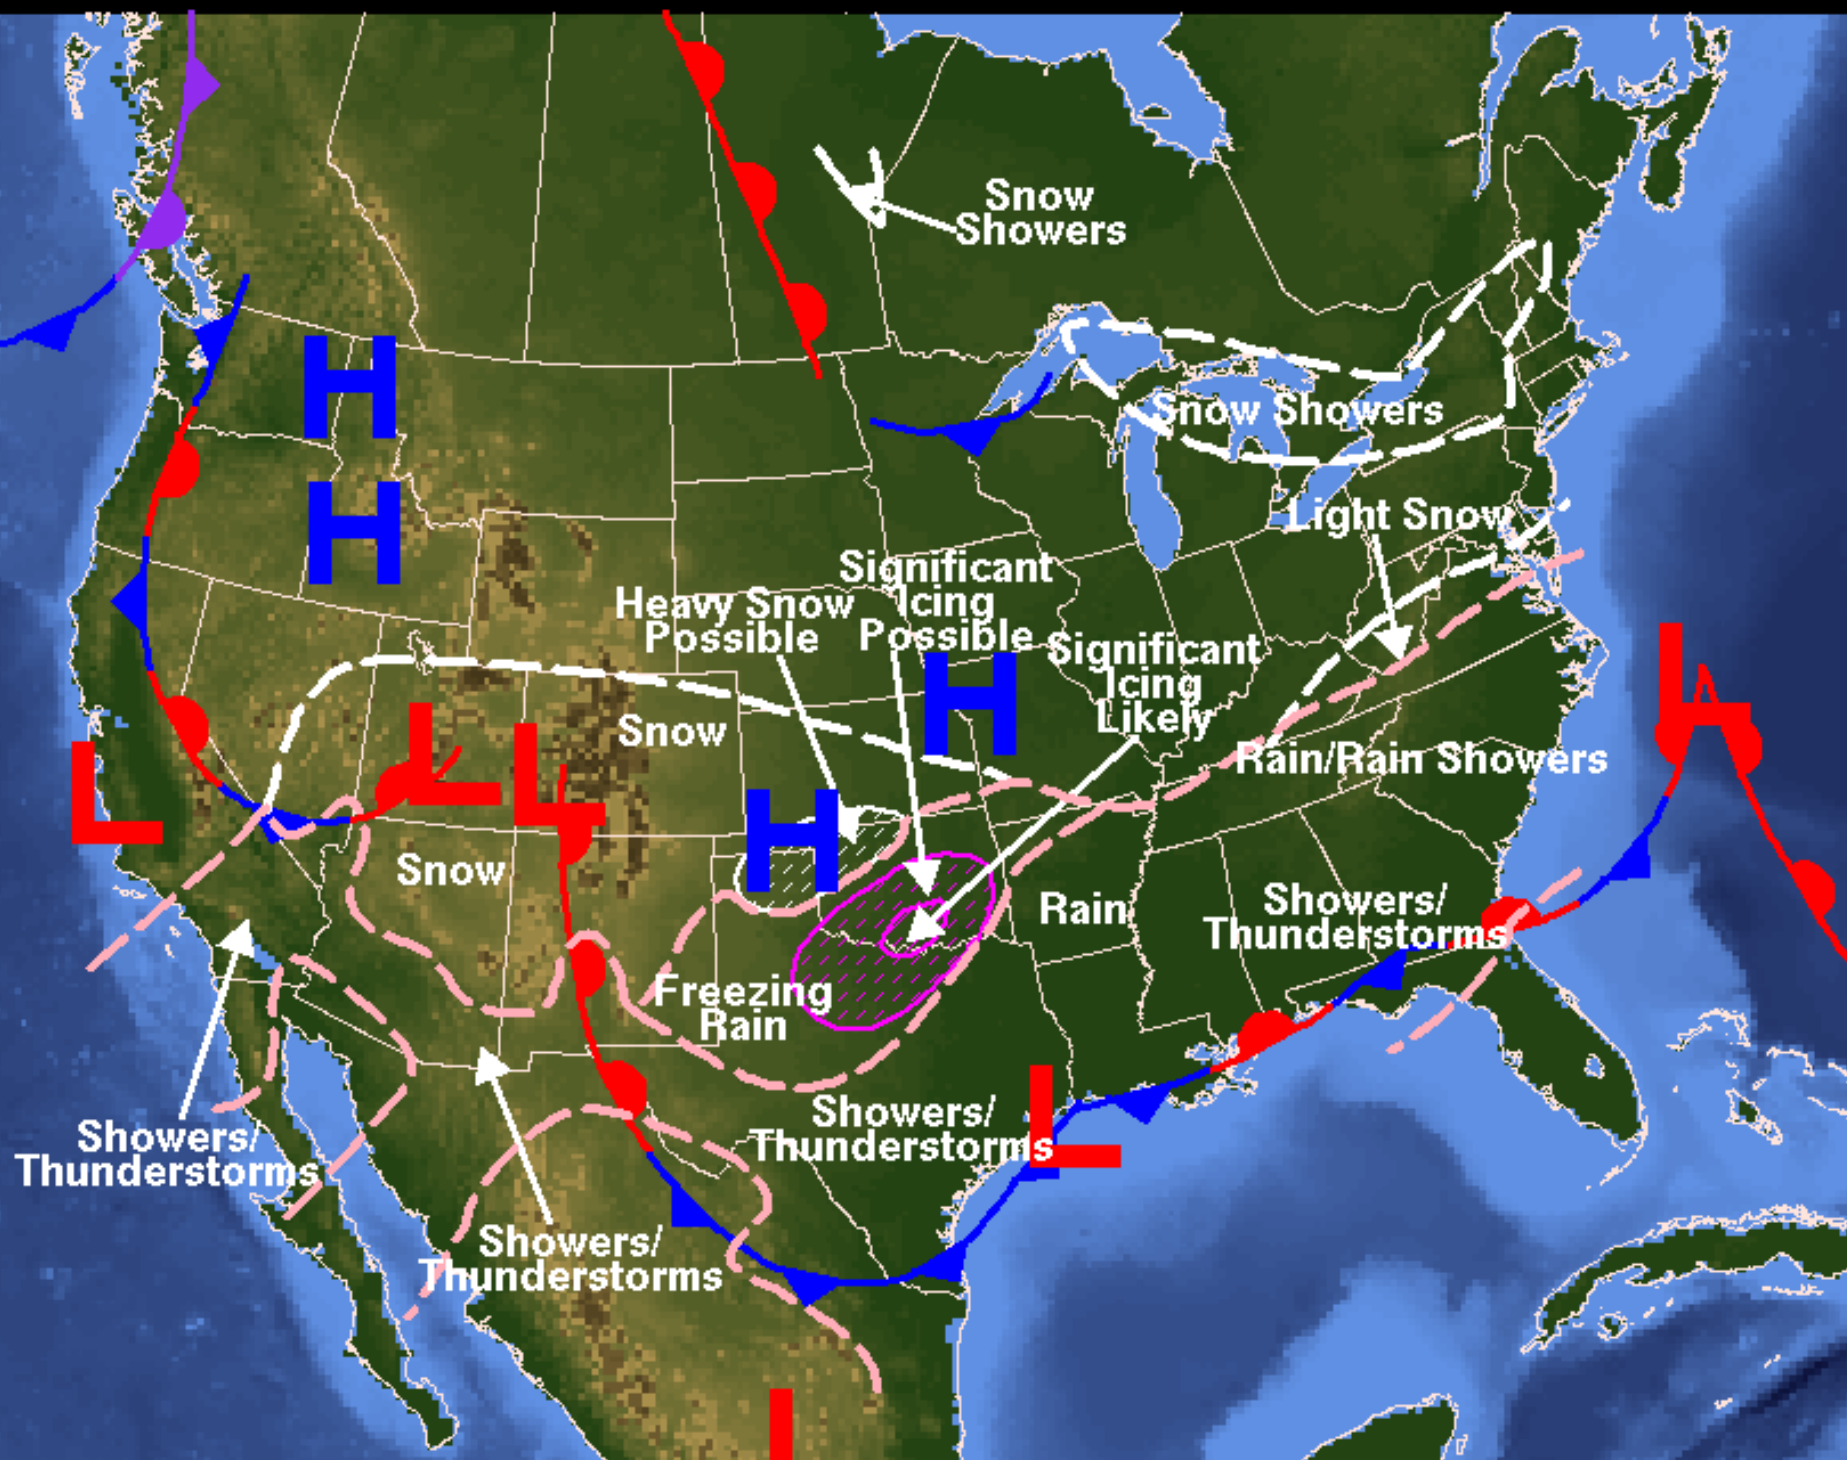 Snow
Showers
H
Snow Showers
H
Light Snow
Significant
Icing
Possible
Heavy Snow
Possible
Significant
Icing
Likely
H
L
Snow
L
L
L
Rain/Rain Showers
H
Snow
Rain
Showers/
Thunderstorms
Freezing
Rain
Showers/
Thunderstorms
L
Showers/
Thunderstorms
Showers/
Thunderstorms
L